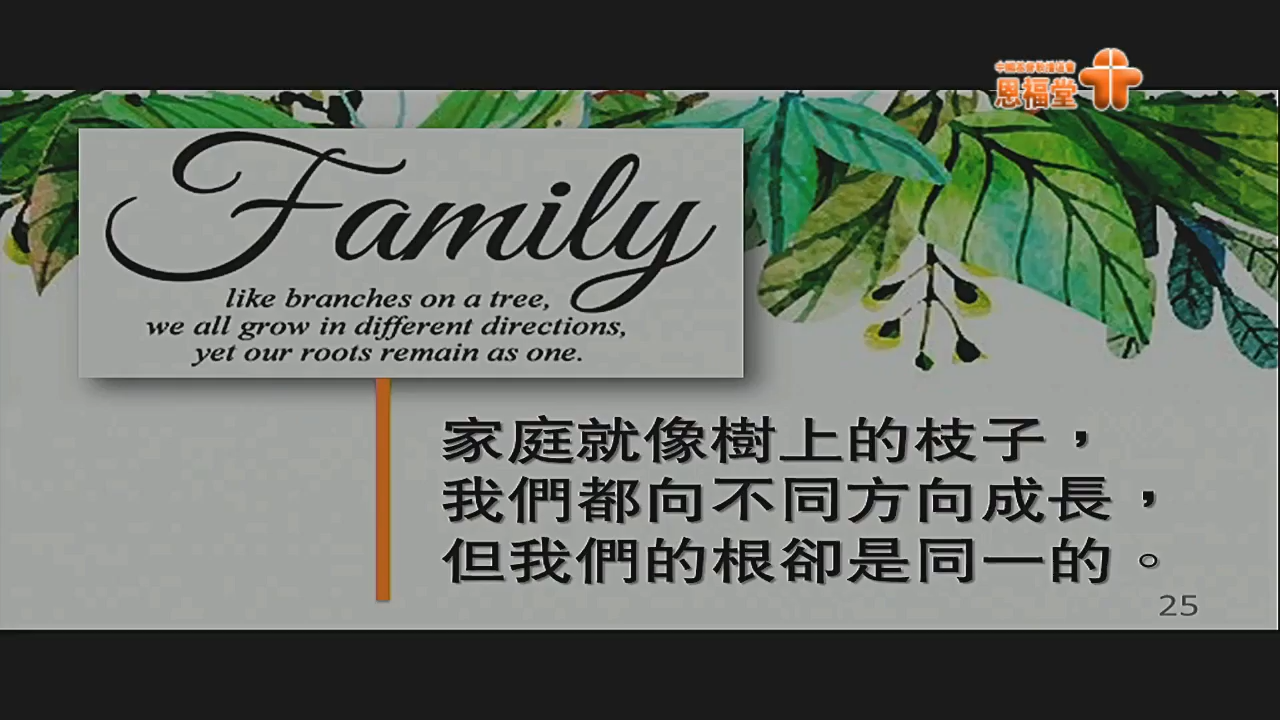 恩福堂
Family
like branches on a tree,
we all grow in different directions,
yet our roots remain as one.
家庭就像樹上的枝子，
我們都向不同方向成長，
但我們的根卻是同一的。
25